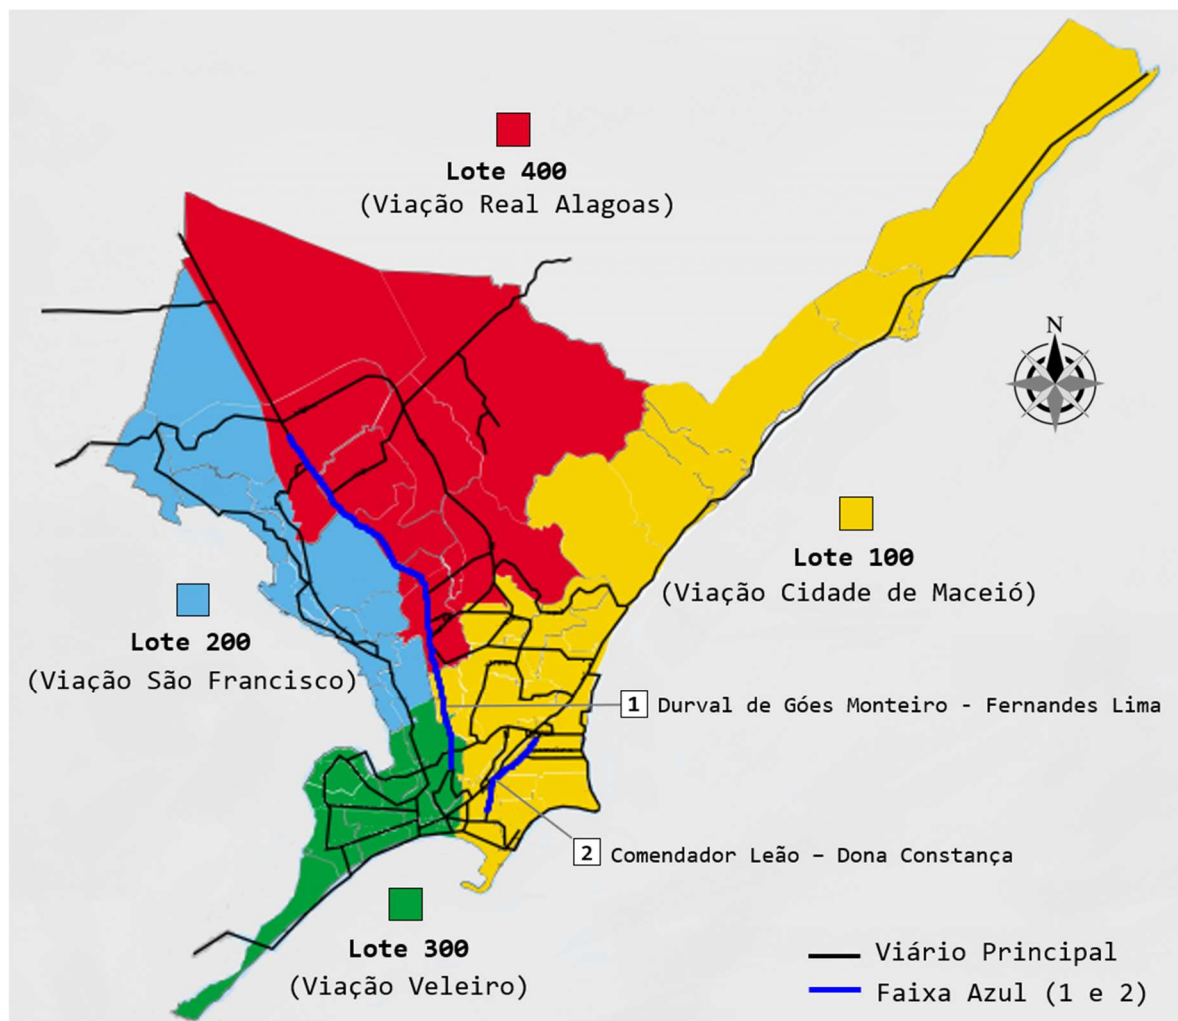 Lote 400
(Viação Real Alagoas)
N
Lote 100
(Viação Cidade de Maceió)
Lote 200
(Viação São Francisco)
1 Durval de Góes Monteiro - Fernandes Lima
2 Comendador Leão – Dona Constança
Lote 300
(Viação Veleiro)
Viário Principal
Faixa Azul (1 e 2)